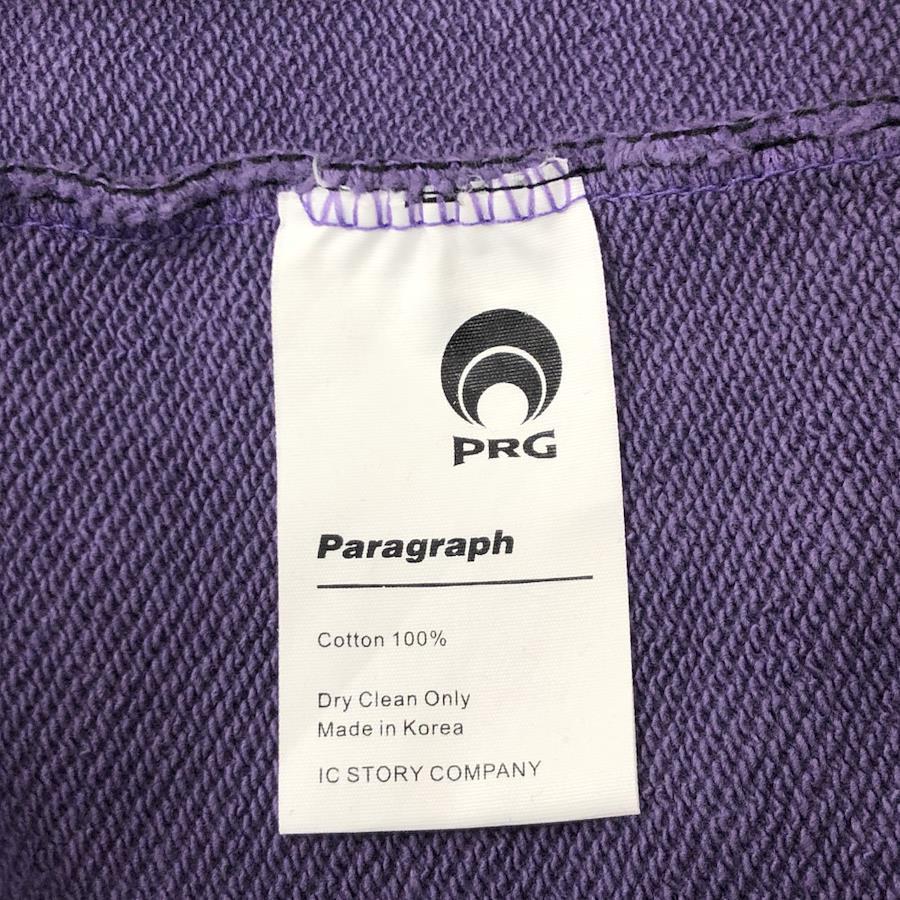 PRG
Paragraph
Cotton 100%
Dry Clean Only
Made in Korea
IC STORY COMPANY